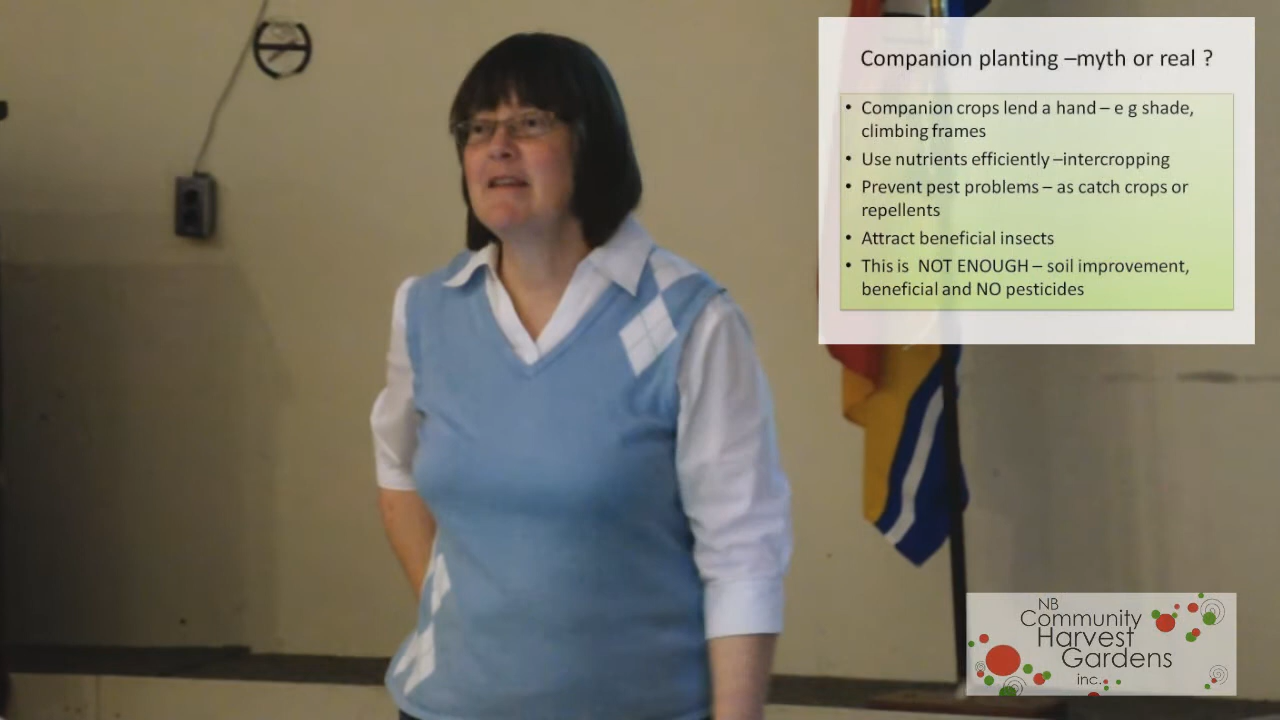 Companion planting –myth or real ?
• Companion crops lend a hand – e g shade,
climbing frames
• Use nutrients efficiently –intercropping
• Prevent pest problems – as catch crops or
repellents
• Attract beneficial insects
• This is  NOT ENOUGH – soil improvement,
beneficial and NO pesticides
NB
Community
Harvest
Gardens
inc.